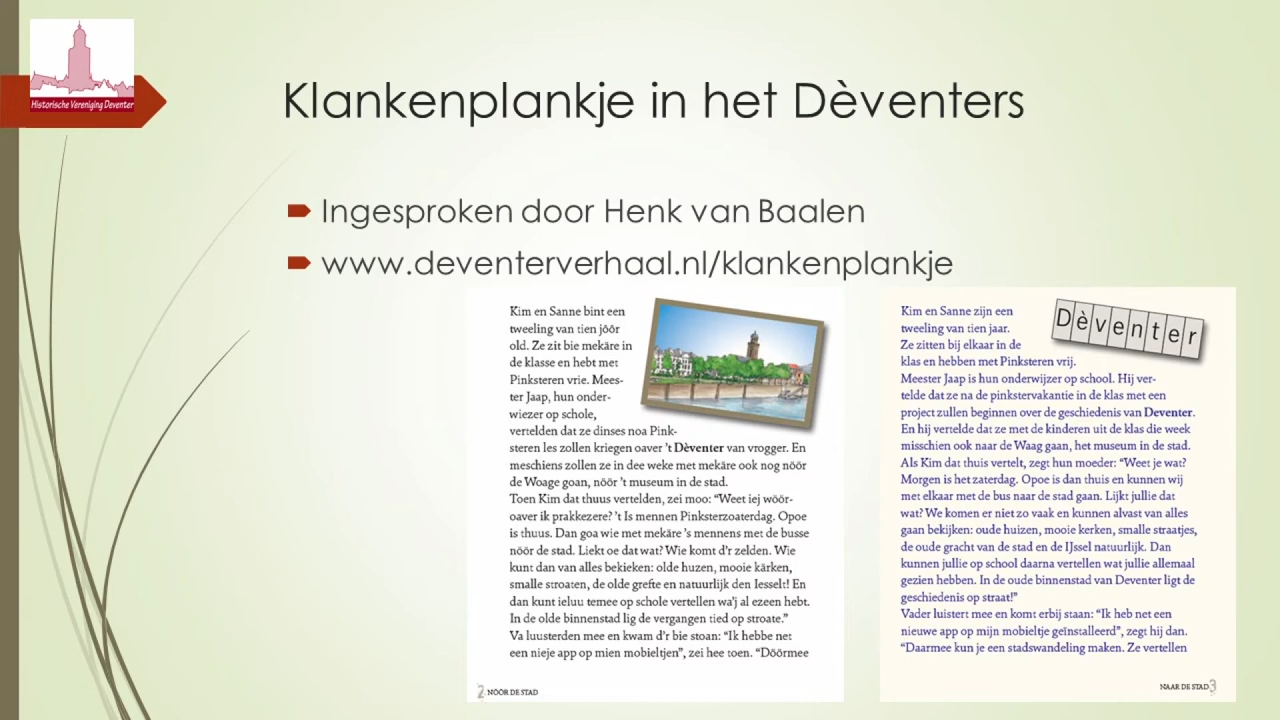 Historische Vereniging Deventer
Klankenplankje in het Dèventers
Ingesproken door Henk van Baalen
www.deventerverhaal.nl/klankenplankje
Kim en Sanne bint een
tweeling van tien jôôr
old. Ze zit bie mekäre in
de klasse en hebt met
Pinksteren vrie. Mees-
ter Jaap, hun onder-
wiezer op schole,
vertelden dat ze dinses noa Pink-
steren les zollen kriegen oaver 't Dèventer van vrogger. En
meschiens zollen ze in dee weke met mekäre ook nog nöör
de Woage goan, nöör 't museum in de stad.
Toen Kim dat thuus vertelden, zei moo: “Weet iej wöör-
oaver ik prakkezere? 't Is mennen Pinksterzoaterdag. Opoe
is thuus. Dan goa wie met mekäre 's mennens met de busse
nöör de stad. Liekt oe dat wat? Wie komt d'r zelden. Wie
kunt dan van alles bekieken: olde huzen, mooie kärken,
smalle stroaten, de olde grefte en natuurlijk den Iesselt! En
dan kunt ieluu temee op schole vertellen wa'j al ezeen hebt.
In de olde binnenstad lig de vergangen tied op stroate.”
Va luusterden mee en kwam d'r bie stoan: “Ik hebbe net
een nieje app op mien mobieltjen”, zei hee toen. “Döörmee
2 NÖÖR DE STAD
Dèventer
Kim en Sanne zijn een
tweeling van tien jaar.
Ze zitten bij elkaar in de
klas en hebben met Pinksteren vrij.
Meester Jaap is hun onderwijzer op school. Hij ver-
telde dat ze na de pinkstervakantie in de klas met een
project zullen beginnen over de geschiedenis van Deventer.
En hij vertelde dat ze met de kinderen uit de klas die week
misschien ook naar de Waag gaan, het museum in de stad.
Als Kim dat thuis vertelt, zegt hun moeder: “Weet je wat?
Morgen is het zaterdag. Opoe is dan thuis en kunnen wij
met elkaar met de bus naar de stad gaan. Lijkt jullie dat
wat? We komen er niet zo vaak en kunnen alvast van alles
gaan bekijken: oude huizen, mooie kerken, smalle straatjes,
de oude gracht van de stad en de IJssel natuurlijk. Dan
kunnen jullie op school daarna vertellen wat jullie allemaal
gezien hebben. In de oude binnenstad van Deventer ligt de
geschiedenis op straat!”
Vader luistert mee en komt erbij staan: “Ik heb net een
nieuwe app op mijn mobieltje geïnstalleerd”, zegt hij dan.
“Daarmee kun je een stadswandeling maken. Ze vertellen
NAAR DE STAD 3